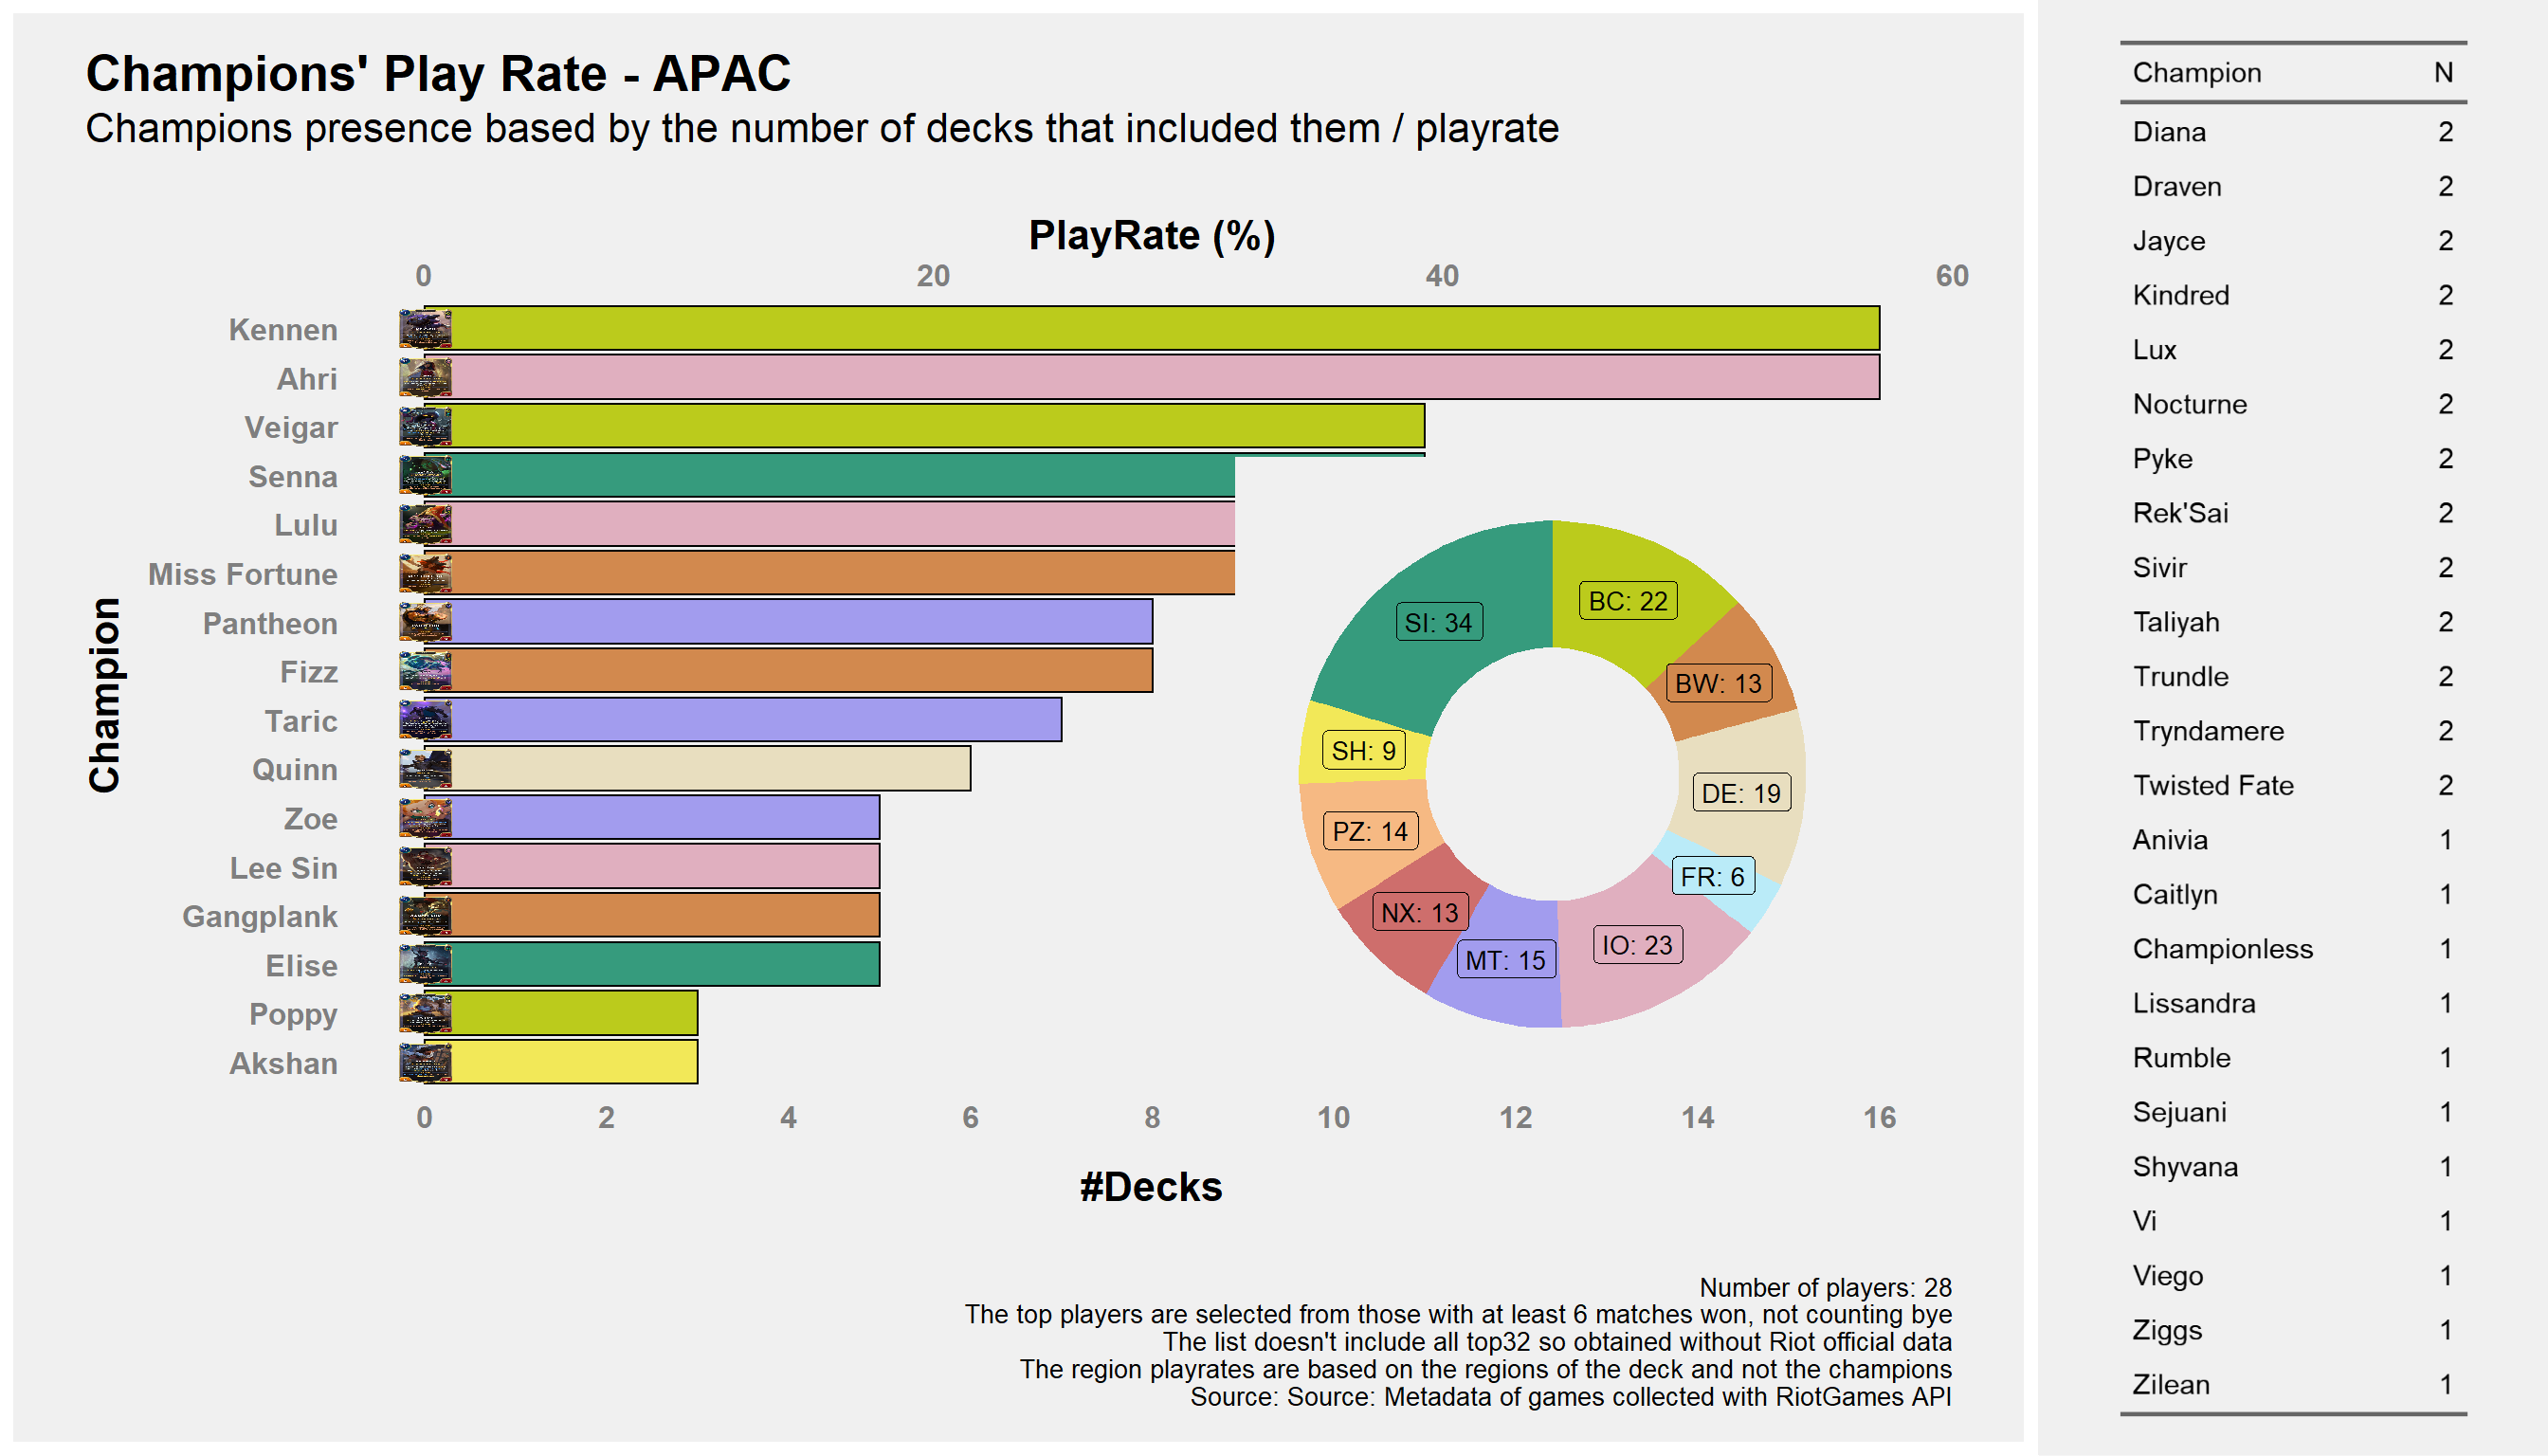 Champions' Play Rate - APAC
Champions presence based by the number of decks that included them / playrate
PlayRate (%)
0 20 40 60
Kennen
Ahri
Veigar
Senna
Lulu
Miss Fortune
Pantheon
Fizz
Taric
Quinn
Zoe
Lee Sin
Gangplank
Elise
Poppy
Akshan
Champion
0 2 4 6 8 10 12 14 16
#Decks
BC: 22
BW: 13
DE: 19
FR: 6
IO: 23
MT: 15
NX: 13
PZ: 14
SH: 9
SI: 34
Number of players: 28
The top players are selected from those with at least 6 matches won, not counting bye
The list doesn't include all top32 so obtained without Riot official data
The region playrates are based on the regions of the deck and not the champions
Source: Source: Metadata of games collected with RiotGames API
Champion N
Diana 2
Draven 2
Jayce 2
Kindred 2
Lux 2
Nocturne 2
Pyke 2
Rek'Sai 2
Sivir 2
Taliyah 2
Trundle 2
Tryndamere 2
Twisted Fate 2
Anivia 1
Caitlyn 1
Championless 1
Lissandra 1
Rumble 1
Sejuani 1
Shyvana 1
Vi 1
Viego 1
Ziggs 1
Zilean 1